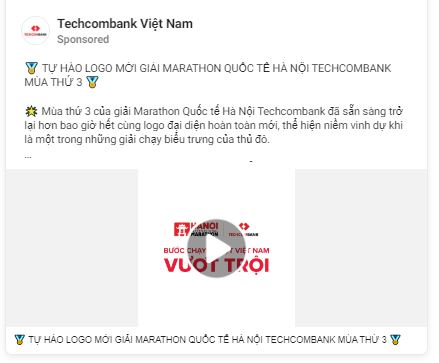 Techcombank Việt Nam
Sponsored
🏅 TỰ HÀO LOGO MỚI GIẢI MARATHON QUỐC TẾ HÀ NỘI TECHCOMBANK
MÙA THỨ 3 🏅
🌟 Mùa thứ 3 của giải Marathon Quốc tế Hà Nội Techcombank đã sẵn sàng trở
lại hơn bao giờ hết cùng logo đại diện hoàn toàn mới, thể hiện niềm vinh dự khi
là một trong những giải chạy biểu trưng của thủ đô.
...
HANOI
MARATHON
TECHCOMBANK
BƯỚC CHẠY VIỆT NAM
VƯỢT TRỘI
🏅 TỰ HÀO LOGO MỚI GIẢI MARATHON QUỐC TẾ HÀ NỘI TECHCOMBANK MÙA THỨ 3 🏅